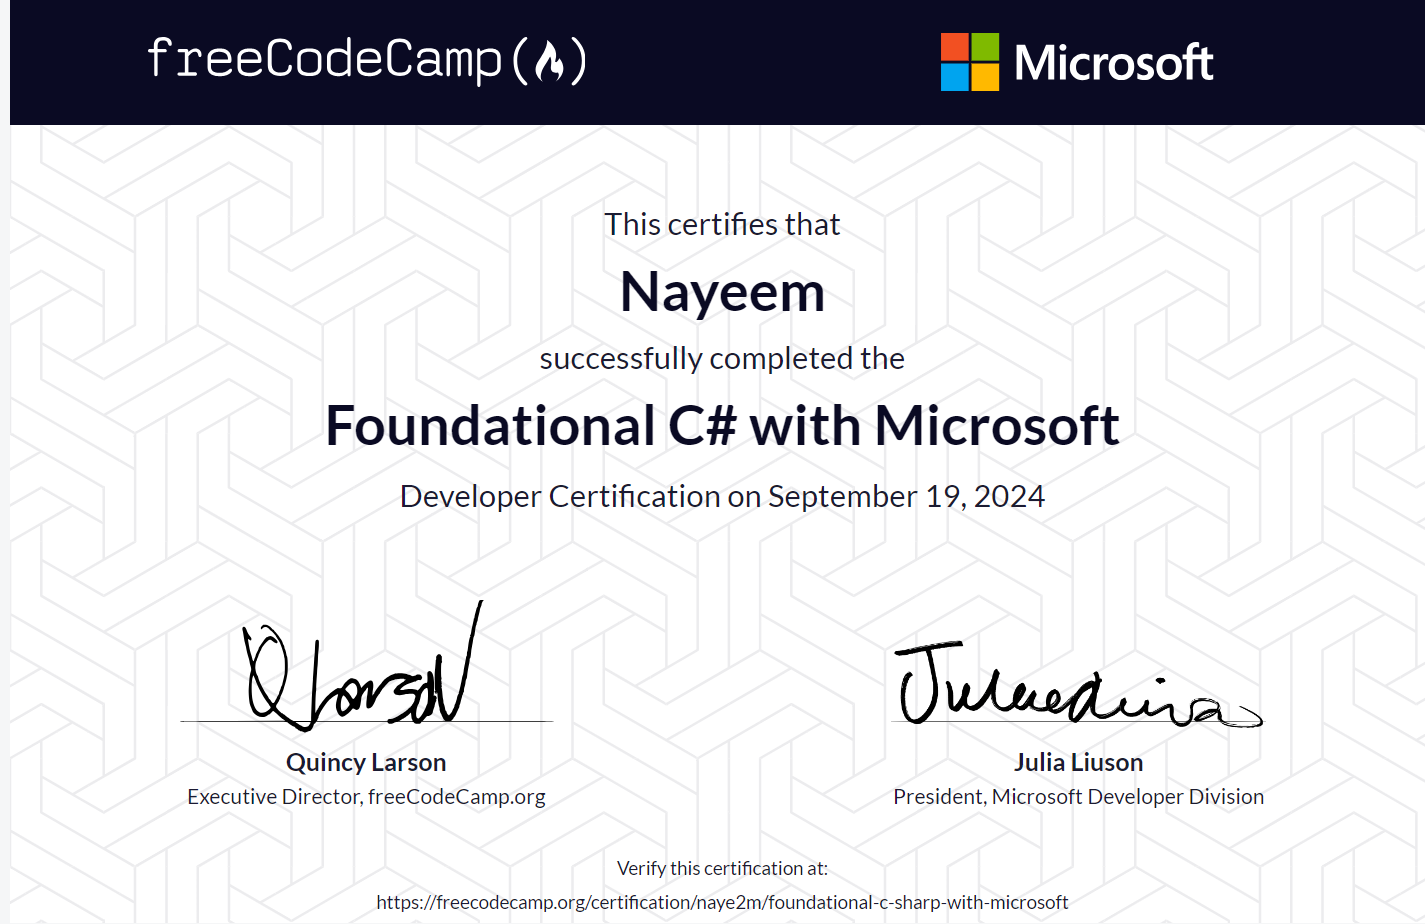 freeCodeCamp
Microsoft
This certifies that
Nayeem
successfully completed the
Foundational C# with Microsoft
Developer Certification on September 19, 2024
Quincy Larson
Executive Director, freeCodeCamp.org
Julia Liuson
President, Microsoft Developer Division
Verify this certification at:
https://freecodecamp.org/certification/naye2m/foundational-c-sharp-with-microsoft